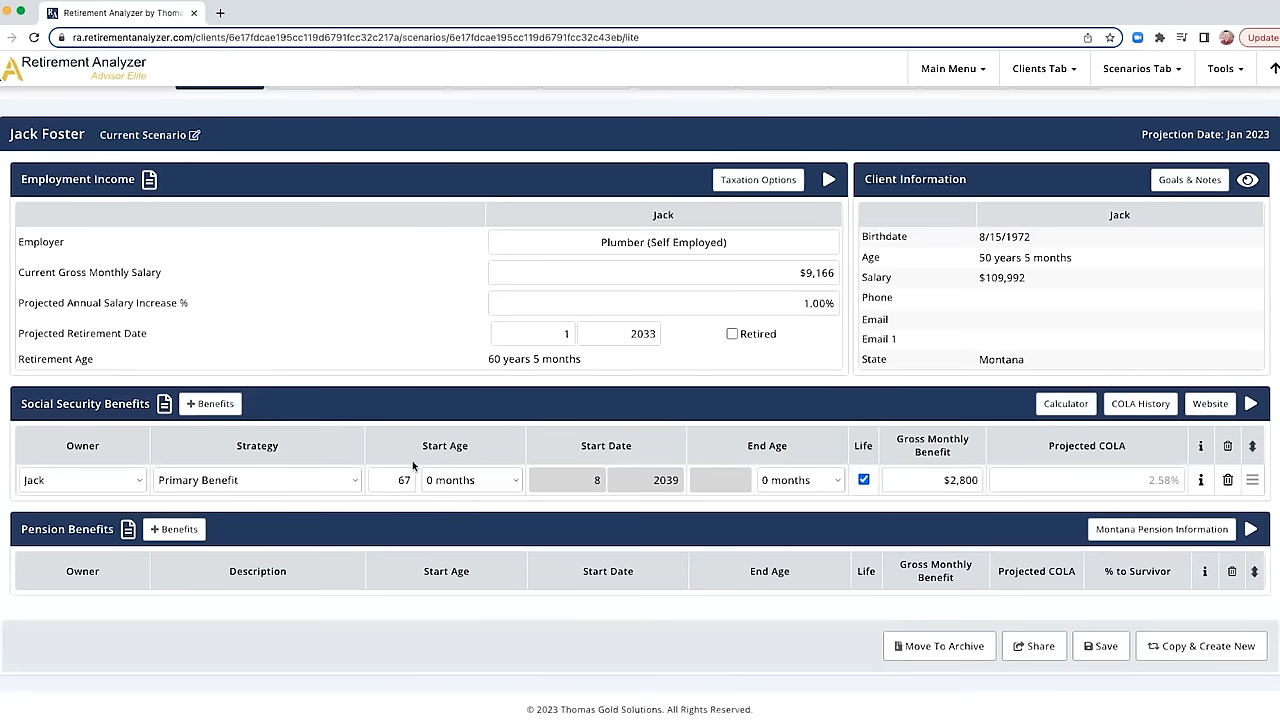 Retirement Analyzer by Thoma
ra.retirementanalyzer.com/clients/6e17fdcae195cc119d6791fcc32c217a/scenarios/6e17fdcae195cc119d6791fcc32c43eb/lite
Update
Retirement Analyzer
Advisor Elite
Main Menu Clients Tab Scenarios Tab Tools
Jack Foster Current Scenario Projection Date: Jan 2023
Employment Income Taxation Options
Jack
Employer Plumber (Self Employed)
Current Gross Monthly Salary $9,166
Projected Annual Salary Increase % 1.00%
Projected Retirement Date 1 2033 Retired
Retirement Age 60 years 5 months
Client Information Goals & Notes
Jack
Birthdate 8/15/1972
Age 50 years 5 months
Salary $109,992
Phone
Email
Email 1
State Montana
Social Security Benefits + Benefits Calculator COLA History Website
Owner Strategy Start Age Start Date End Age Life Gross Monthly Benefit Projected COLA
Jack Primary Benefit 67 0 months 8 2039 0 months $2,800 2.58%
Pension Benefits + Benefits Montana Pension Information
Owner Description Start Age Start Date End Age Life Gross Monthly Benefit Projected COLA % to Survivor
Move To Archive Share Save Copy & Create New
© 2023 Thomas Gold Solutions. All Rights Reserved.